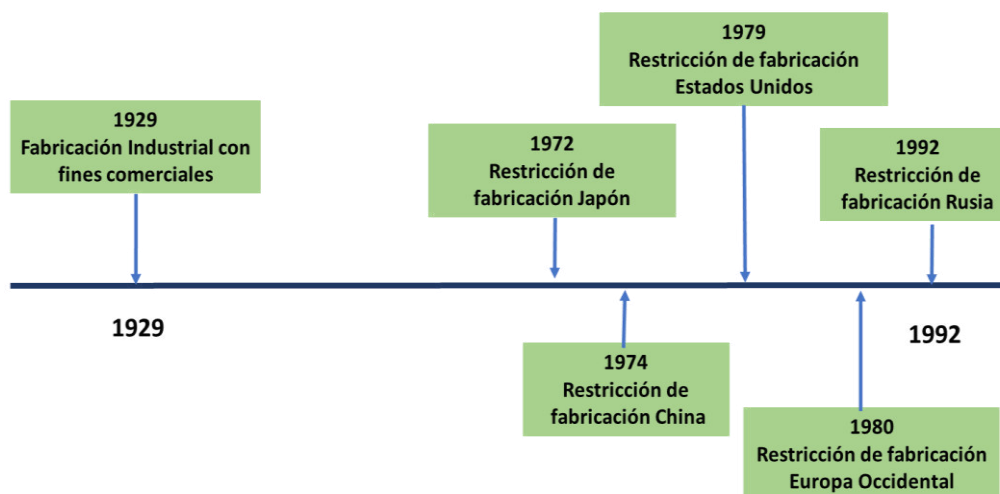 1929
Fabricación Industrial con
fines comerciales
1972
Restricción de
fabricación Japón
1979
Restricción de fabricación
Estados Unidos
1992
Restricción de
fabricación Rusia
1929
1992
1974
Restricción de
fabricación China
1980
Restricción de fabricación
Europa Occidental